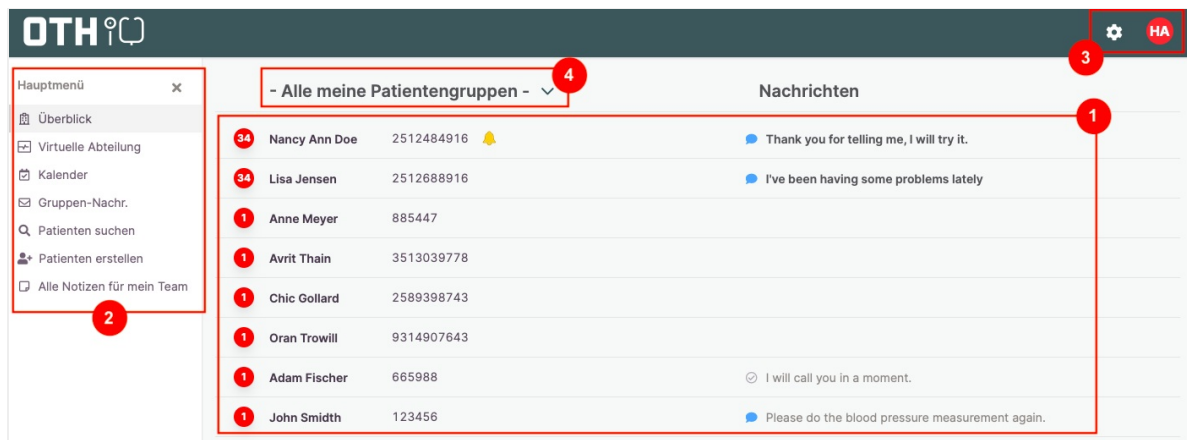 OTH
HA
3
Hauptmenü
- Alle meine Patientengruppen -
4
Nachrichten
1
Überblick
34 Nancy Ann Doe 2512484916 Thank you for telling me, I will try it.
Virtuelle Abteilung
Kalender
34 Lisa Jensen 2512688916 I've been having some problems lately
Gruppen-Nachr.
1 Anne Meyer 885447
Patienten suchen
Patienten erstellen
1 Avrit Thain 3513039778
Alle Notizen für mein Team
1 Chic Gollard 2589398743
2
1 Oran Trowill 9314907643
1 Adam Fischer 665988 I will call you in a moment.
1 John Smidth 123456 Please do the blood pressure measurement again.